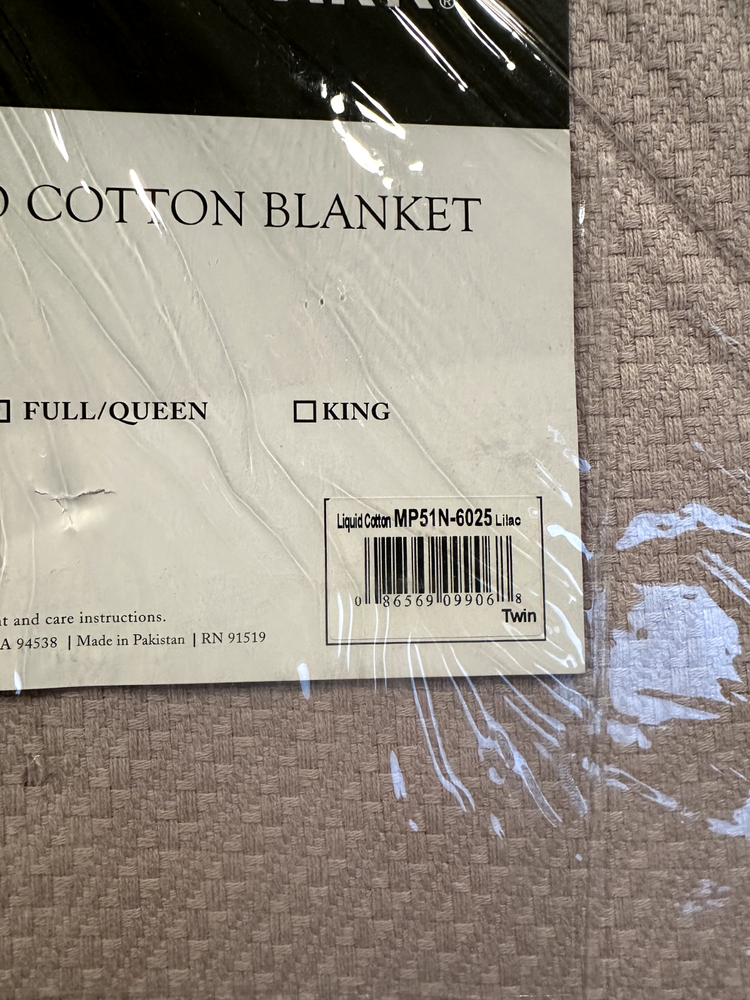 COTTON BLANKET
FULL/QUEEN
KING
Liquid Cotton MP51N-6025 Lilac
0 86569 09906 8
Twin
and care instructions.
A 94538 | Made in Pakistan | RN 91519